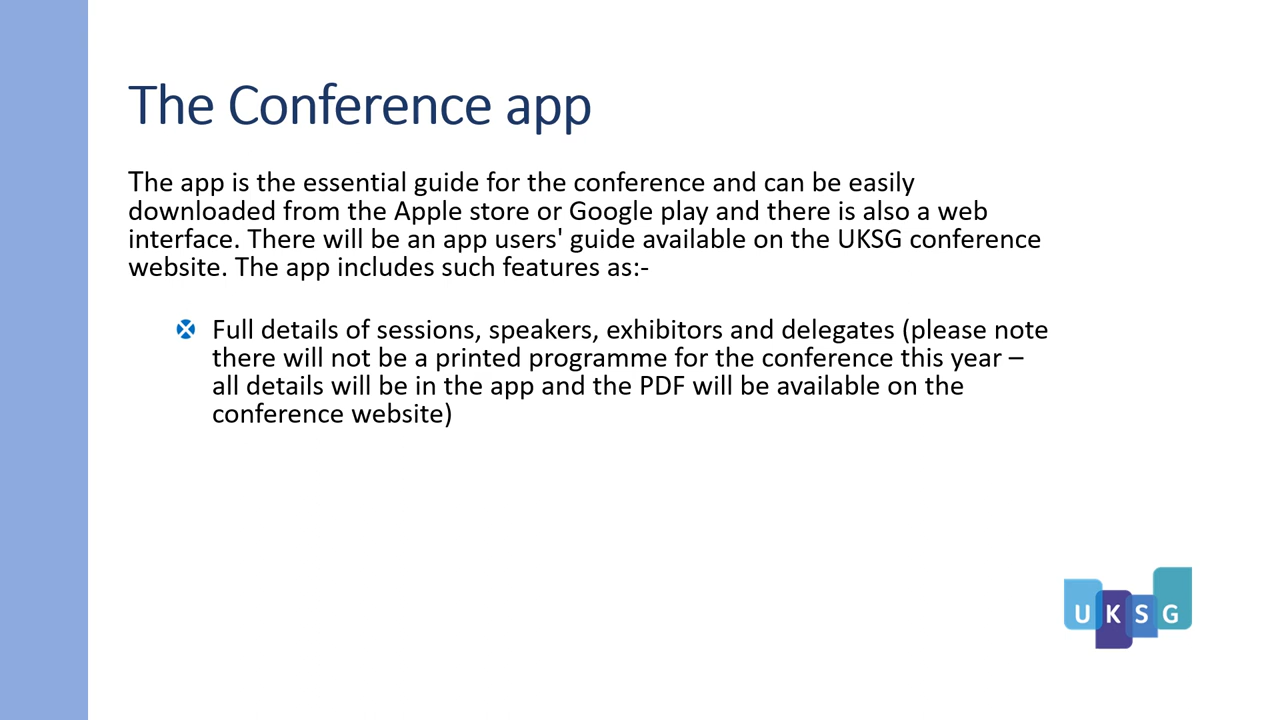 The Conference app
The app is the essential guide for the conference and can be easily
downloaded from the Apple store or Google play and there is also a web
interface. There will be an app users' guide available on the UKSG conference
website. The app includes such features as:-
Full details of sessions, speakers, exhibitors and delegates (please note
there will not be a printed programme for the conference this year –
all details will be in the app and the PDF will be available on the
conference website)
UKSG